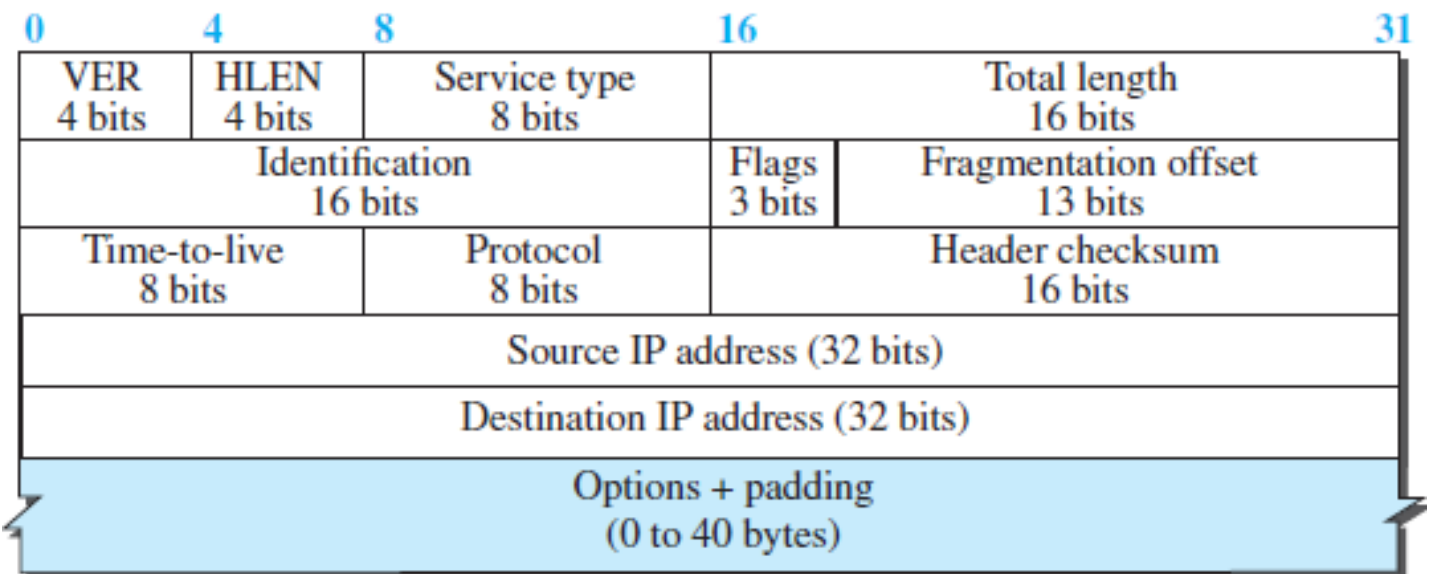 0 4 8 16 31
VER HLEN Service type Total length
4 bits 4 bits 8 bits 16 bits
Identification Flags Fragmentation offset
16 bits 3 bits 13 bits
Time-to-live Protocol Header checksum
8 bits 8 bits 16 bits
Source IP address (32 bits)
Destination IP address (32 bits)
Options + padding
(0 to 40 bytes)